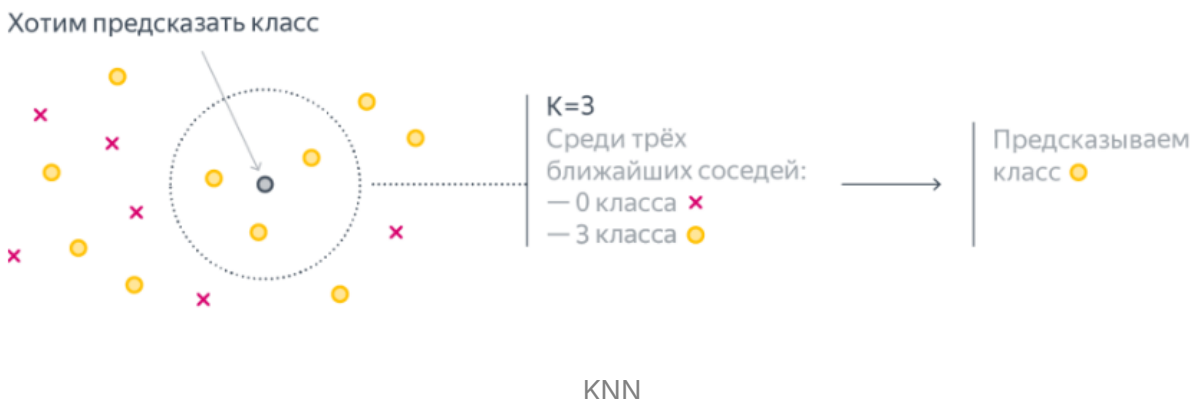 Хотим предсказать класс
K=3
Среди трёх
ближайших соседей:
— 0 класса
— 3 класса
Предсказываем
класс
KNN